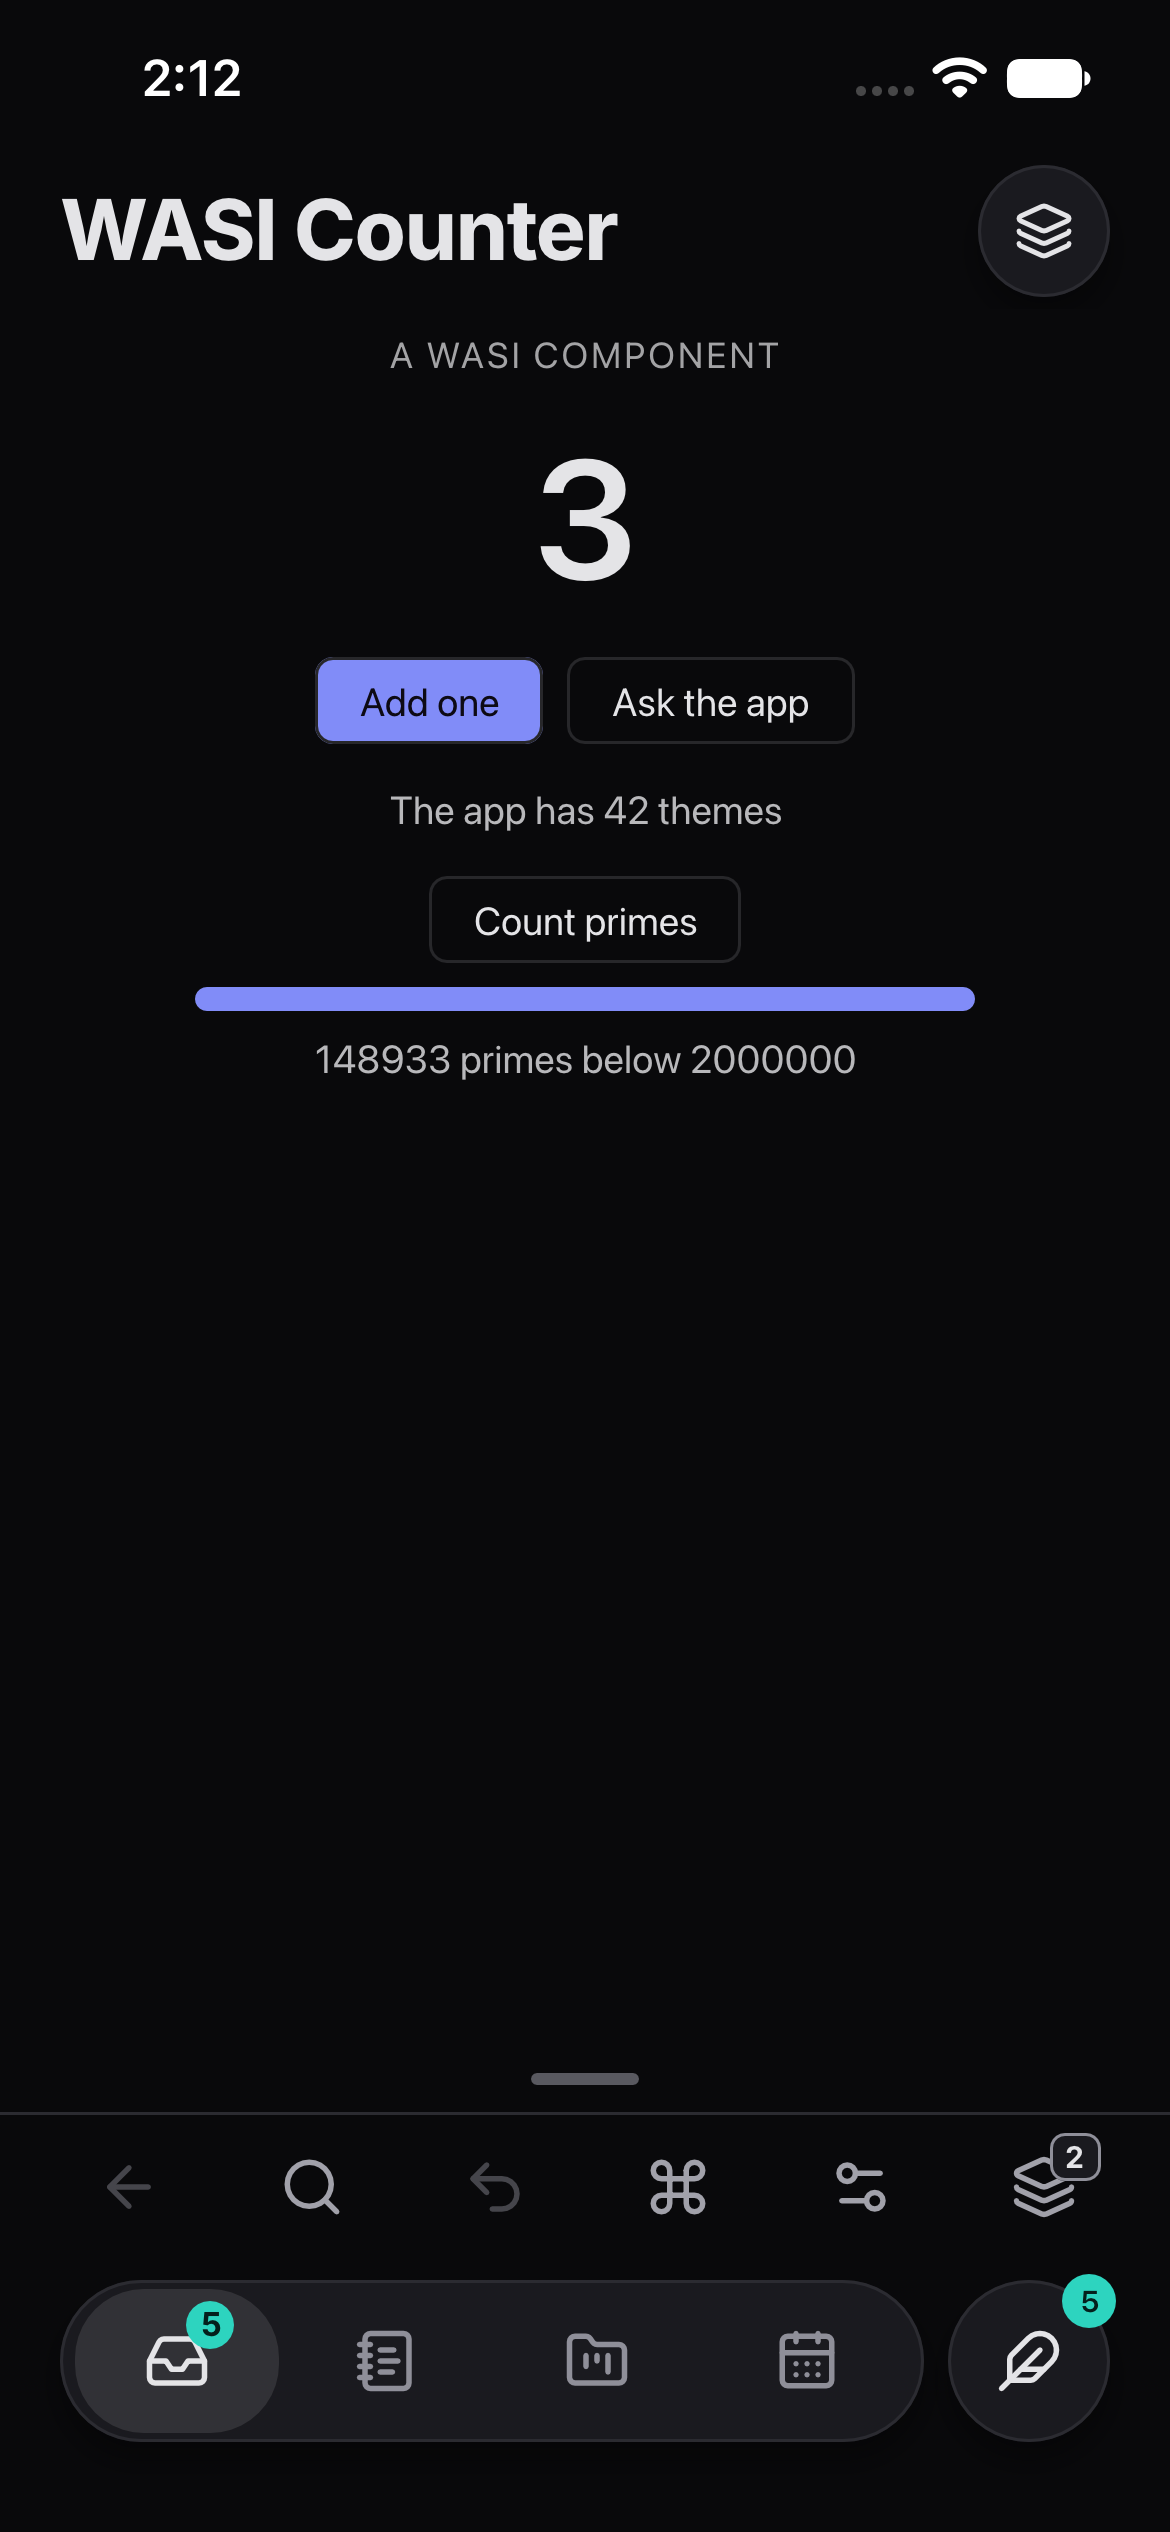 2:12
WASI Counter
A WASI COMPONENT
3
Add one
Ask the app
The app has 42 themes
Count primes
148933 primes below 2000000
2
5
5